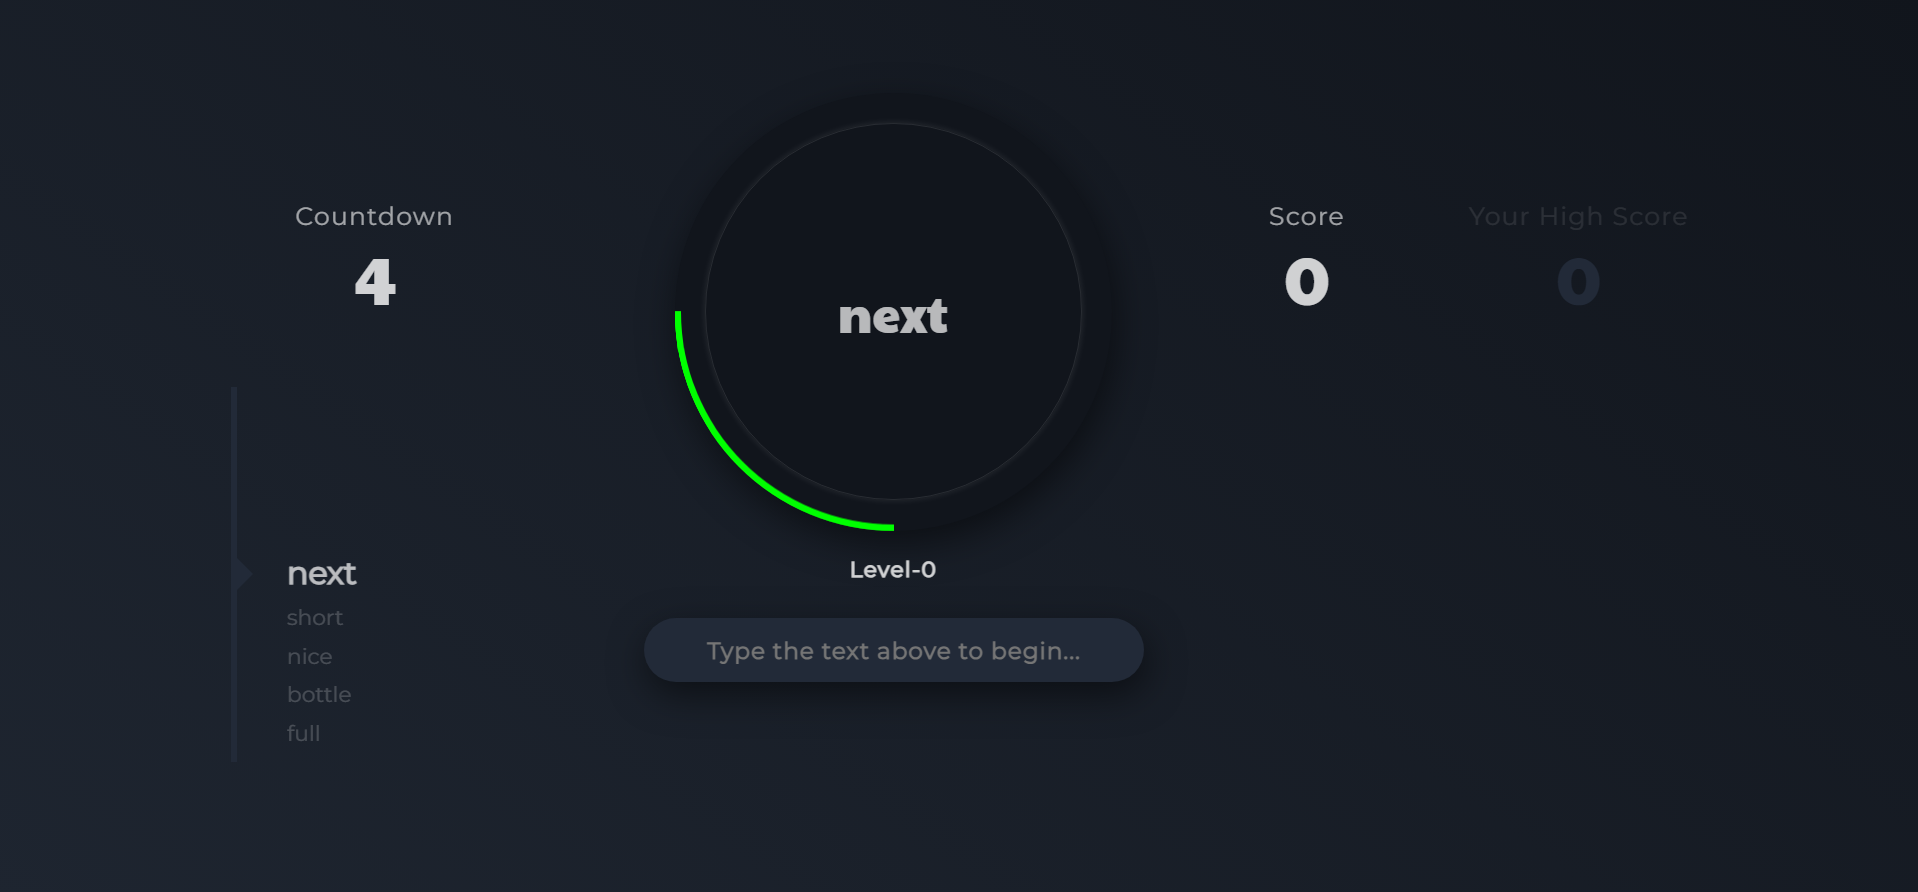 Countdown
4
next
Score
0
Your High Score
0
Level-0
Type the text above to begin...
next
short
nice
bottle
full